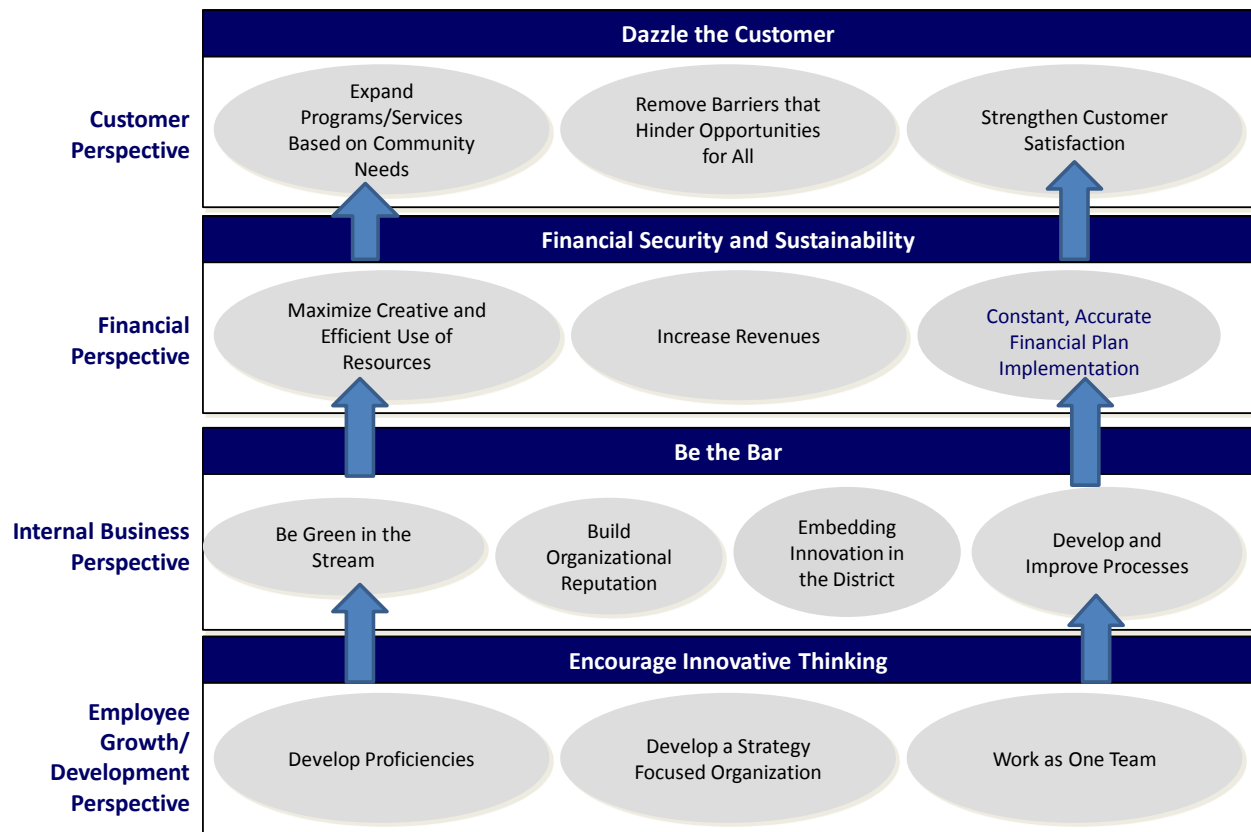 Dazzle the Customer
Customer
Perspective
Expand
Programs/Services
Based on Community
Needs
Remove Barriers that
Hinder Opportunities
for All
Strengthen Customer
Satisfaction
Financial Security and Sustainability
Financial
Perspective
Maximize Creative and
Efficient Use of
Resources
Increase Revenues
Constant, Accurate
Financial Plan
Implementation
Be the Bar
Internal Business
Perspective
Be Green in the
Stream
Build
Organizational
Reputation
Embedding
Innovation in
the District
Develop and
Improve Processes
Encourage Innovative Thinking
Employee
Growth/
Development
Perspective
Develop Proficiencies
Develop a Strategy
Focused Organization
Work as One Team